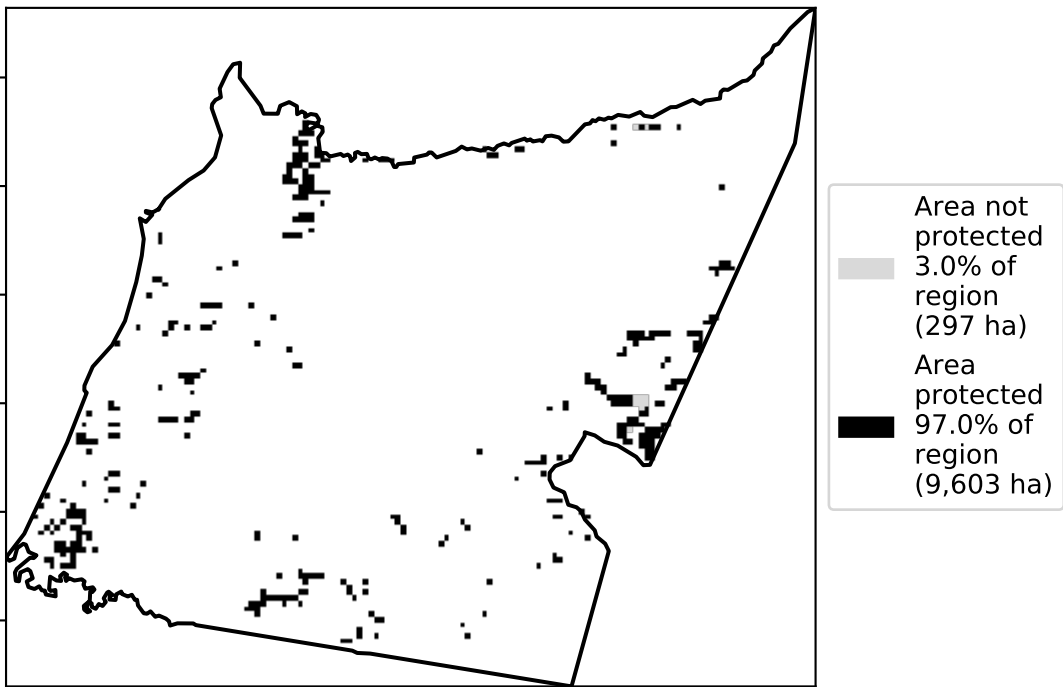 Area not
protected
3.0% of
region
(297 ha)
Area
protected
97.0% of
region
(9,603 ha)